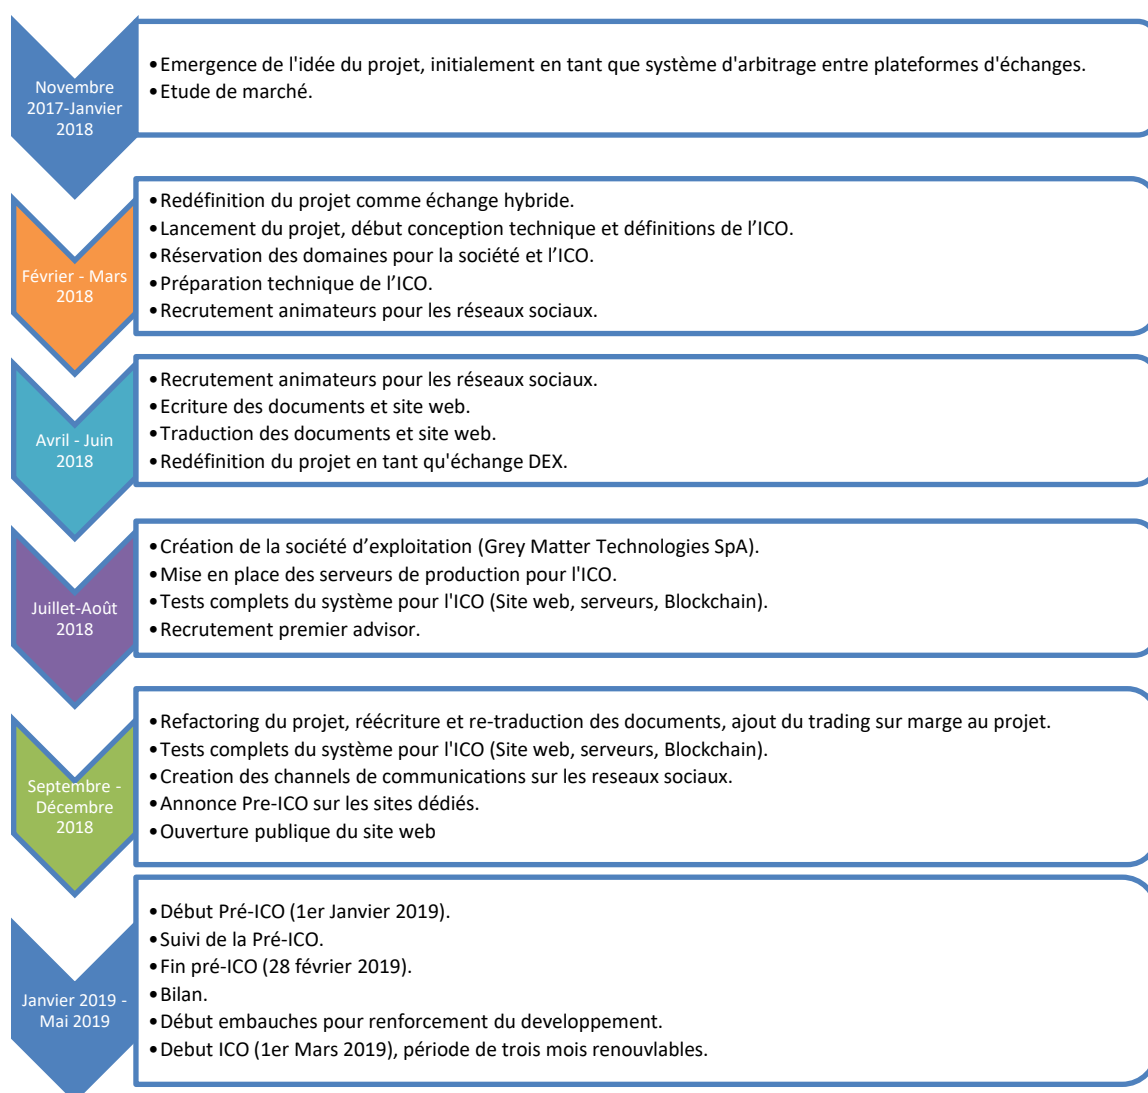 Novembre
2017-Janvier
2018
•Emergence de l'idée du projet, initialement en tant que système d'arbitrage entre plateformes d'échanges.
•Etude de marché.
Février - Mars
2018
•Redéfinition du projet comme échange hybride.
•Lancement du projet, début conception technique et définitions de l’ICO.
•Réservation des domaines pour la société et l’ICO.
•Préparation technique de l’ICO.
•Recrutement animateurs pour les réseaux sociaux.
Avril - Juin
2018
•Recrutement animateurs pour les réseaux sociaux.
•Ecriture des documents et site web.
•Traduction des documents et site web.
•Redéfinition du projet en tant qu'échange DEX.
Juillet-Août
2018
•Création de la société d’exploitation (Grey Matter Technologies SpA).
•Mise en place des serveurs de production pour l'ICO.
•Tests complets du système pour l'ICO (Site web, serveurs, Blockchain).
•Recrutement premier advisor.
Septembre -
Décembre
2018
•Refactoring du projet, réécriture et re-traduction des documents, ajout du trading sur marge au projet.
•Tests complets du système pour l'ICO (Site web, serveurs, Blockchain).
•Creation des channels de communications sur les reseaux sociaux.
•Annonce Pre-ICO sur les sites dédiés.
•Ouverture publique du site web
Janvier 2019 -
Mai 2019
•Début Pré-ICO (1er Janvier 2019).
•Suivi de la Pré-ICO.
•Fin pré-ICO (28 février 2019).
•Bilan.
•Début embauches pour renforcement du developpement.
•Debut ICO (1er Mars 2019), période de trois mois renouvlables.